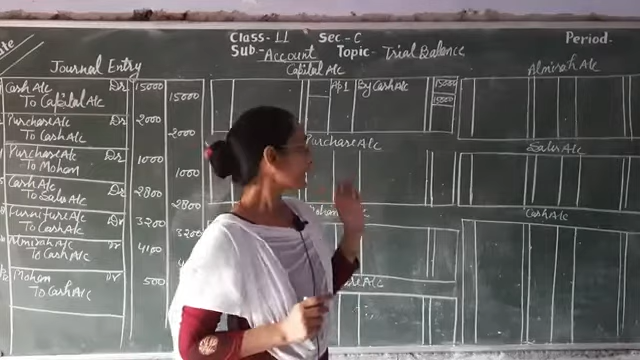 Class - 11 Sec - C
Period -
Sub - Account Topic - Trial Balance
Date
Journal Entry
Cash A/c Dr 15000
To Capital A/c 15000
Purchase A/c Dr 2000
To Cash A/c 2000
Purchase A/c Dr 1000
To Mohan 1000
Cash A/c Dr 2800
To Sales A/c 2800
Furniture A/c Dr 3200
To Cash A/c
Almirah A/c Dr 4100
To Cash A/c
Mohan Dr 500
To Cash A/c
Capital A/c
By Cash A/c 15000
15000
Purchase A/c
Mohan A/c
Almirah A/c
Sales A/c
Cash A/c